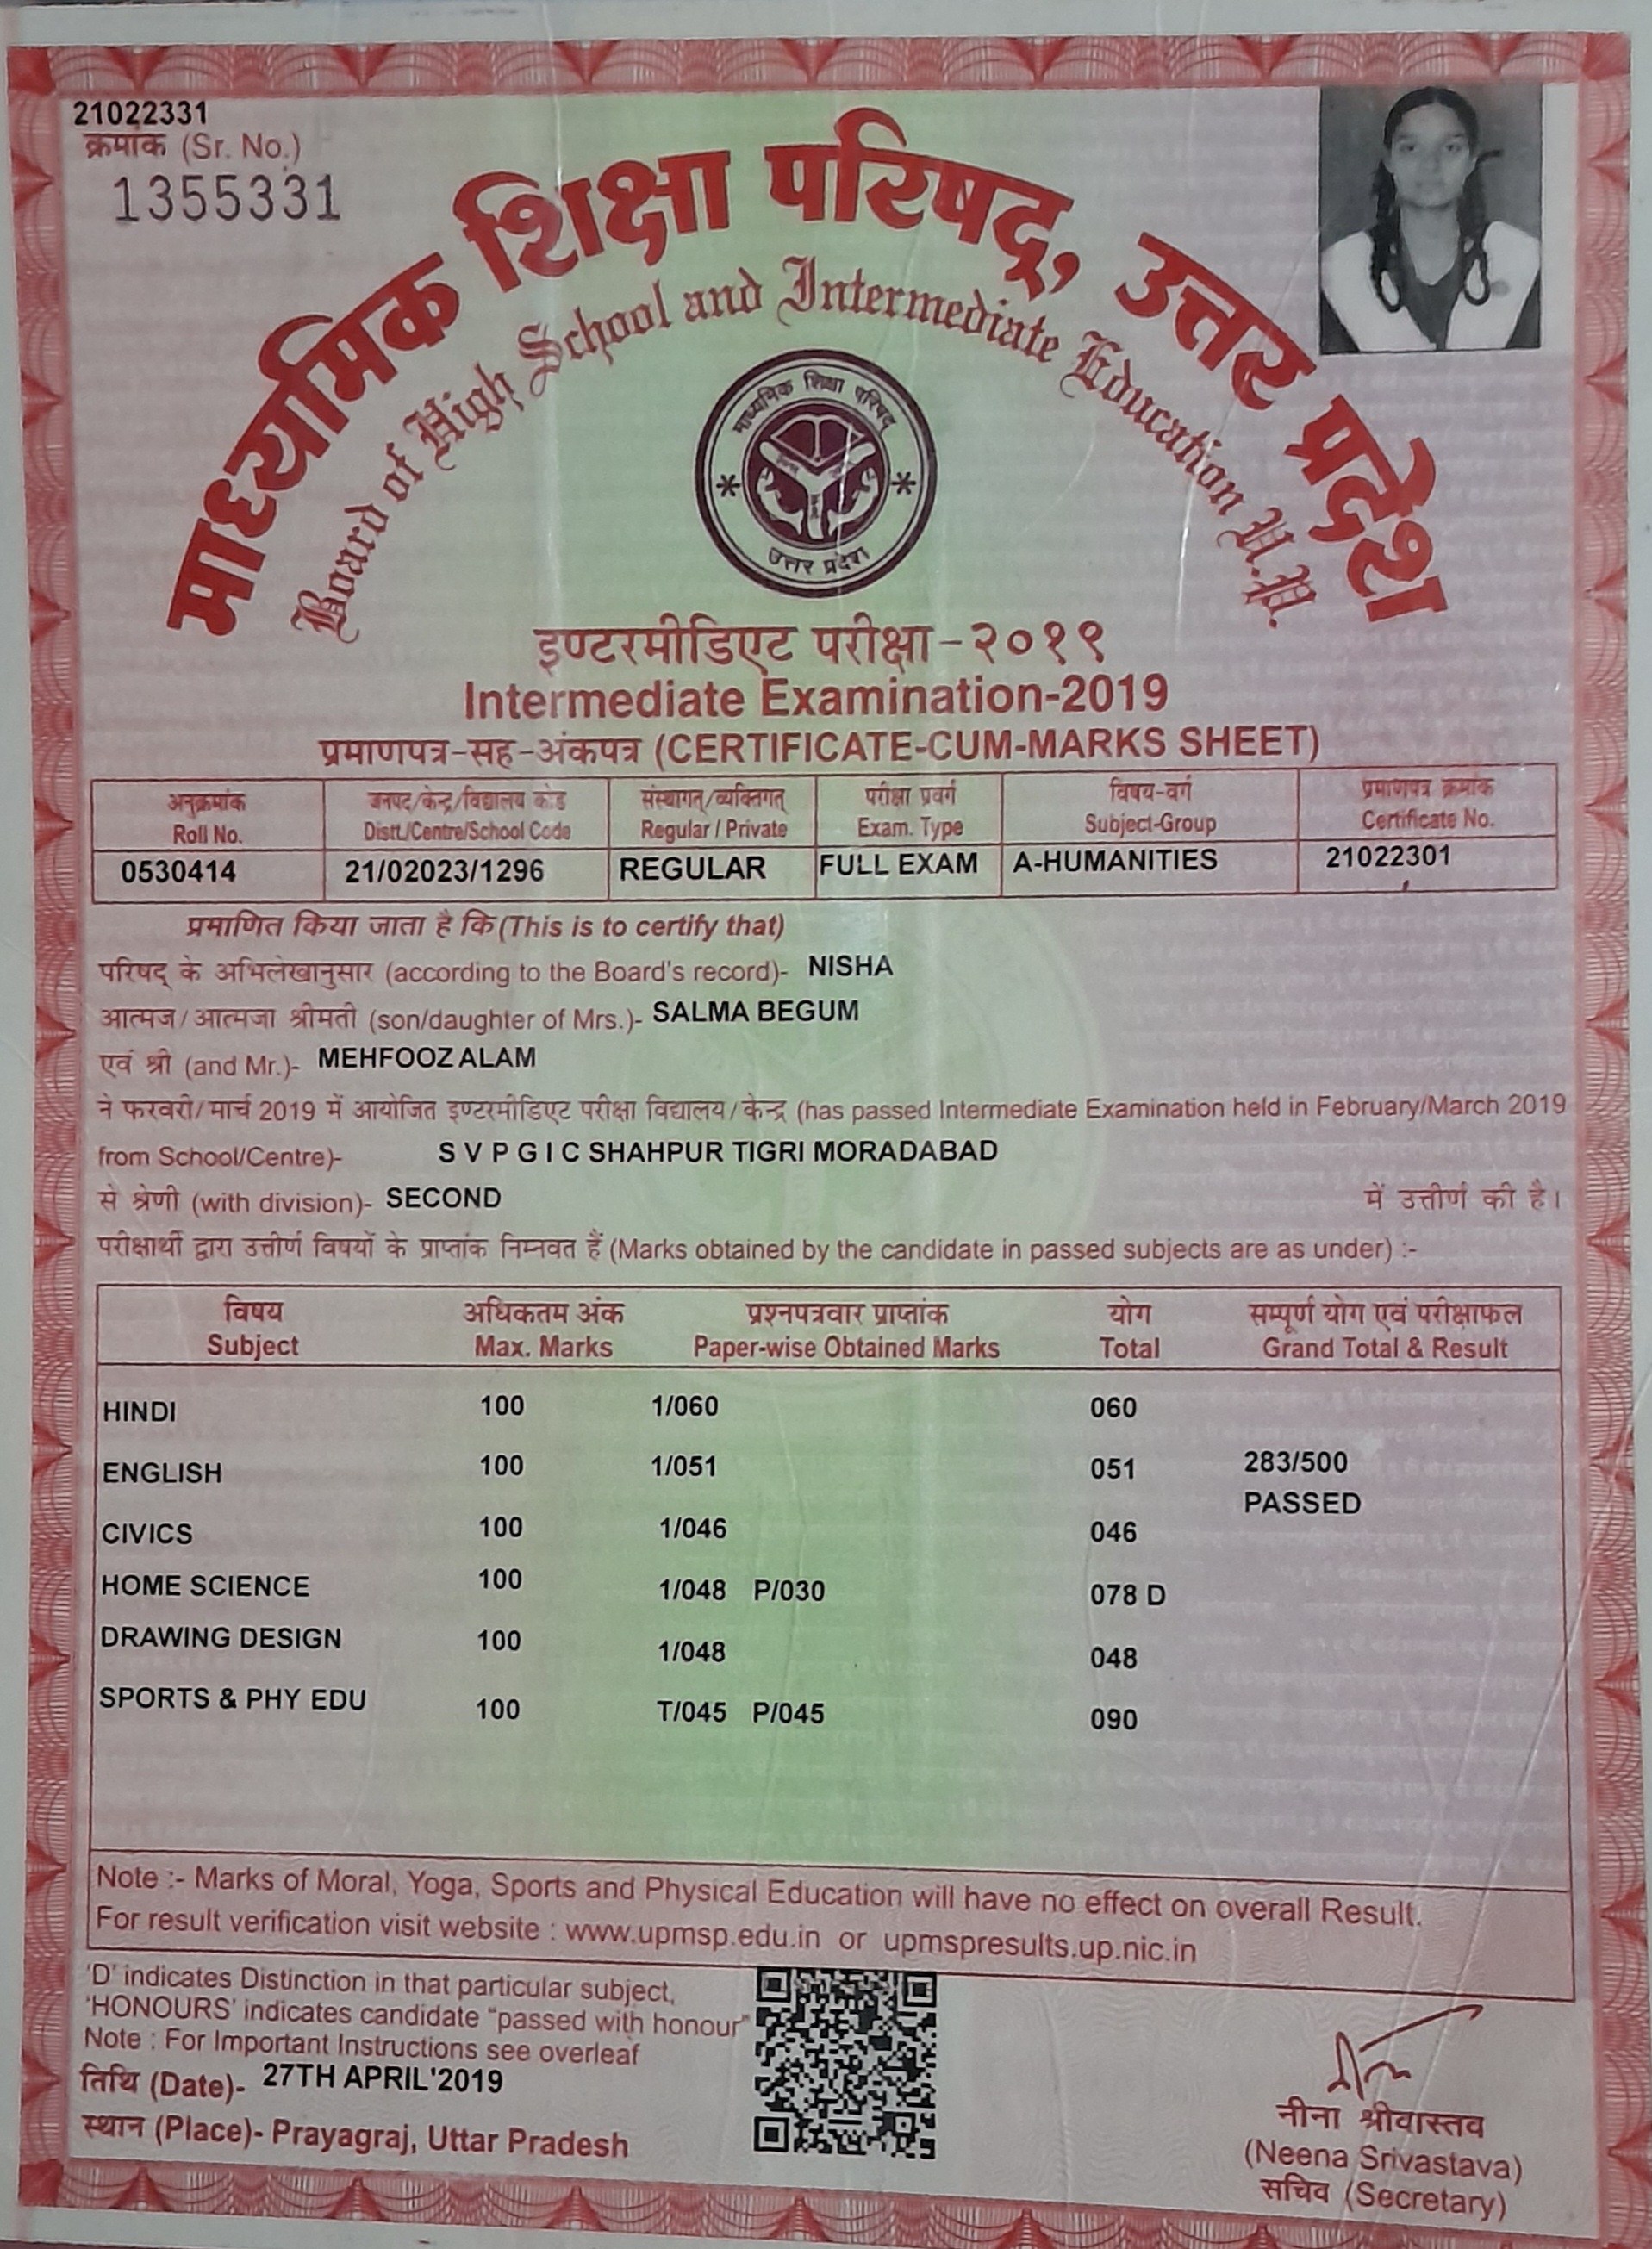 21022331
क्रमांक (Sr. No.)
1355331
माध्यमिक शिक्षा परिषद्, उत्तर प्रदेश
Board of High School and Intermediate Education U.P.
माध्यमिक शिक्षा परिषद्
उत्तर प्रदेश
इण्टरमीडिएट परीक्षा-२०१९
Intermediate Examination-2019
प्रमाणपत्र-सह-अंकपत्र (CERTIFICATE-CUM-MARKS SHEET)
अनुक्रमांक जनपद/केन्द्र/विद्यालय कोड संस्थागत्/व्यक्तिगत् परीक्षा प्रवर्ग विषय-वर्ग प्रमाणपत्र क्रमांक
Roll No. Distt./Centre/School Code Regular / Private Exam. Type Subject-Group Certificate No.
0530414 21/02023/1296 REGULAR FULL EXAM A-HUMANITIES 21022301
प्रमाणित किया जाता है कि (This is to certify that)
परिषद् के अभिलेखानुसार (according to the Board's record)- NISHA
आत्मज/आत्मजा श्रीमती (son/daughter of Mrs.)- SALMA BEGUM
एवं श्री (and Mr.)- MEHFOOZ ALAM
ने फरवरी/मार्च 2019 में आयोजित इण्टरमीडिएट परीक्षा विद्यालय/केन्द्र (has passed Intermediate Examination held in February/March 2019
from School/Centre)- S V P G I C SHAHPUR TIGRI MORADABAD
से श्रेणी (with division)- SECOND में उत्तीर्ण की है।
परीक्षार्थी द्वारा उत्तीर्ण विषयों के प्राप्तांक निम्नवत हैं (Marks obtained by the candidate in passed subjects are as under) :-
विषय अधिकतम अंक प्रश्नपत्रवार प्राप्तांक योग सम्पूर्ण योग एवं परीक्षाफल
Subject Max. Marks Paper-wise Obtained Marks Total Grand Total & Result
HINDI 100 1/060 060
ENGLISH 100 1/051 051 283/500
PASSED
CIVICS 100 1/046 046
HOME SCIENCE 100 1/048 P/030 078 D
DRAWING DESIGN 100 1/048 048
SPORTS & PHY EDU 100 T/045 P/045 090
Note :- Marks of Moral, Yoga, Sports and Physical Education will have no effect on overall Result.
For result verification visit website : www.upmsp.edu.in or upmspresults.up.nic.in
'D' indicates Distinction in that particular subject,
'HONOURS' indicates candidate "passed with honour"
Note : For Important Instructions see overleaf
तिथि (Date)- 27TH APRIL'2019
स्थान (Place)- Prayagraj, Uttar Pradesh
नीना श्रीवास्तव
(Neena Srivastava)
सचिव (Secretary)